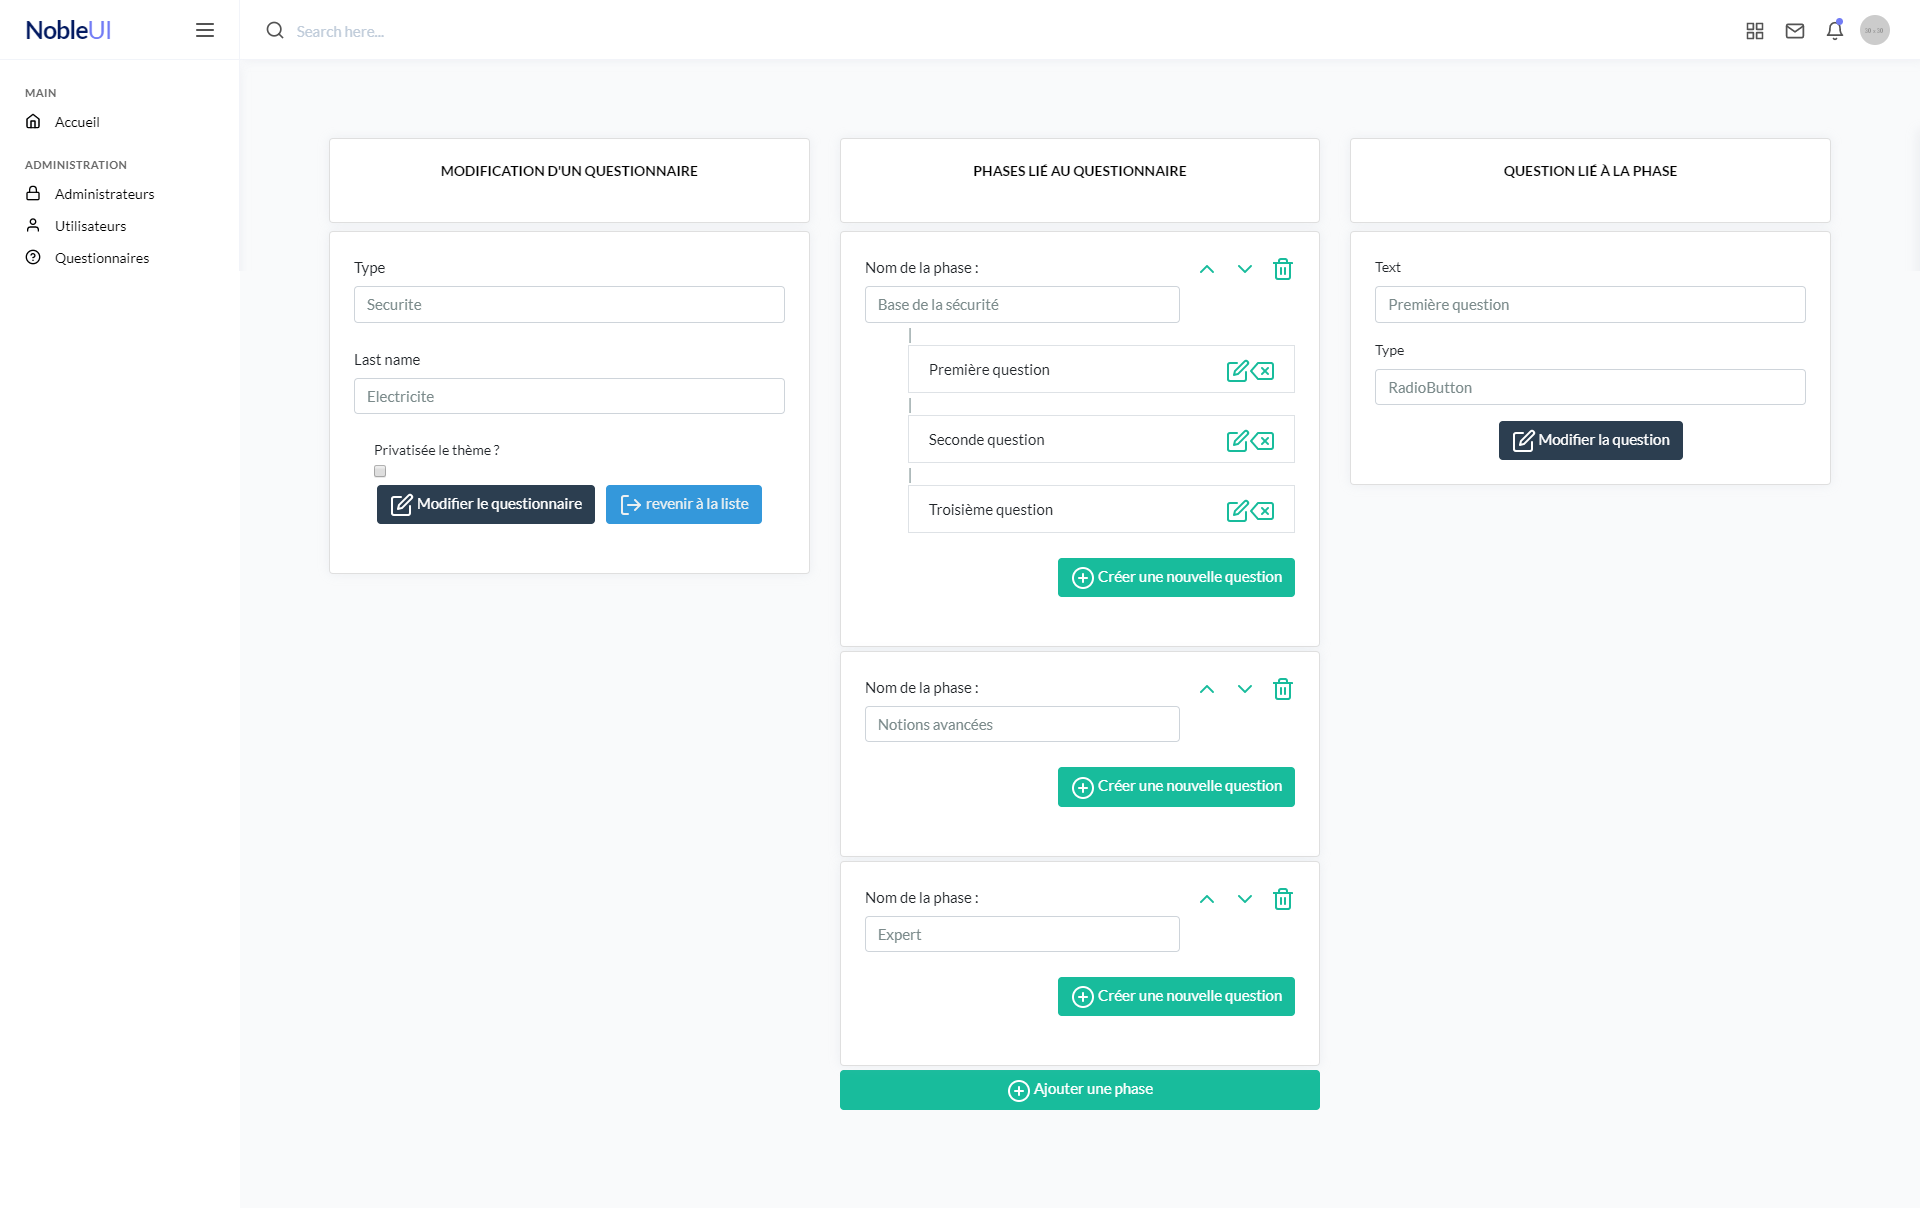 NobleUI
Search here...
MAIN
Accueil
ADMINISTRATION
Administrateurs
Utilisateurs
Questionnaires
MODIFICATION D'UN QUESTIONNAIRE
Type
Securite
Last name
Electricite
Privatisée le thème ?
Modifier le questionnaire
revenir à la liste
PHASES LIÉ AU QUESTIONNAIRE
Nom de la phase :
Base de la sécurité
Première question
Seconde question
Troisième question
Créer une nouvelle question
Nom de la phase :
Notions avancées
Créer une nouvelle question
Nom de la phase :
Expert
Créer une nouvelle question
Ajouter une phase
QUESTION LIÉ À LA PHASE
Text
Première question
Type
RadioButton
Modifier la question